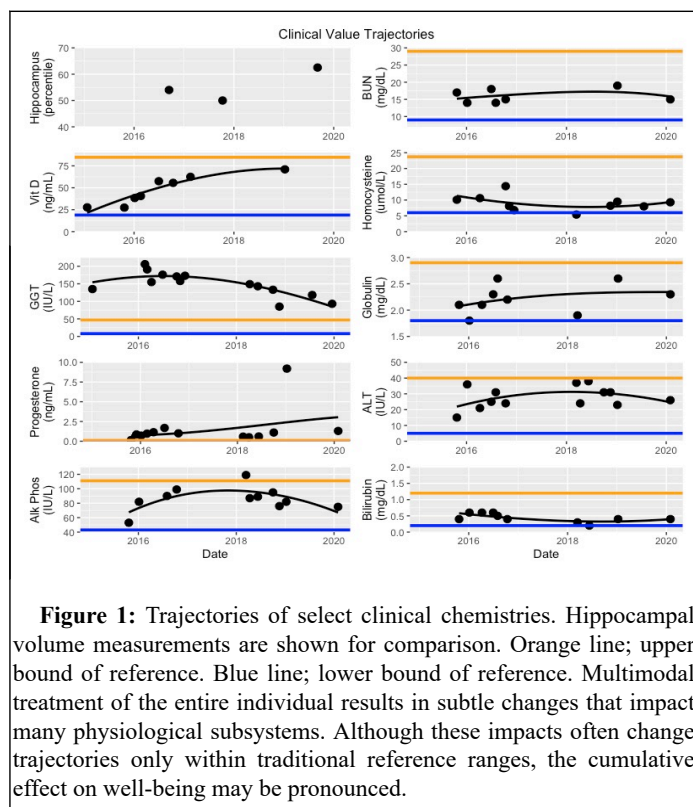 Clinical Value Trajectories
Hippocampus
(percentile)
70
60
50
40
2016
2018
2020
BUN
(mg/dL)
30
25
20
15
10
2016
2018
2020
Vit D
(ng/mL)
75
50
25
0
2016
2018
2020
Homocysteine
(umol/L)
25
20
15
10
5
0
2016
2018
2020
GGT
(IU/L)
200
150
100
50
0
2016
2018
2020
Globulin
(mg/dL)
3.0
2.5
2.0
1.5
2016
2018
2020
Progesterone
(ng/mL)
10.0
7.5
5.0
2.5
0.0
2016
2018
2020
ALT
(IU/L)
50
40
30
20
10
0
2016
2018
2020
Alk Phos
(IU/L)
120
100
80
60
40
2016
2018
2020
Date
Bilirubin
(mg/dL)
2.0
1.5
1.0
0.5
0.0
2016
2018
2020
Date
Figure 1: Trajectories of select clinical chemistries. Hippocampal
volume measurements are shown for comparison. Orange line; upper
bound of reference. Blue line; lower bound of reference. Multimodal
treatment of the entire individual results in subtle changes that impact
many physiological subsystems. Although these impacts often change
trajectories only within traditional reference ranges, the cumulative
effect on well-being may be pronounced.